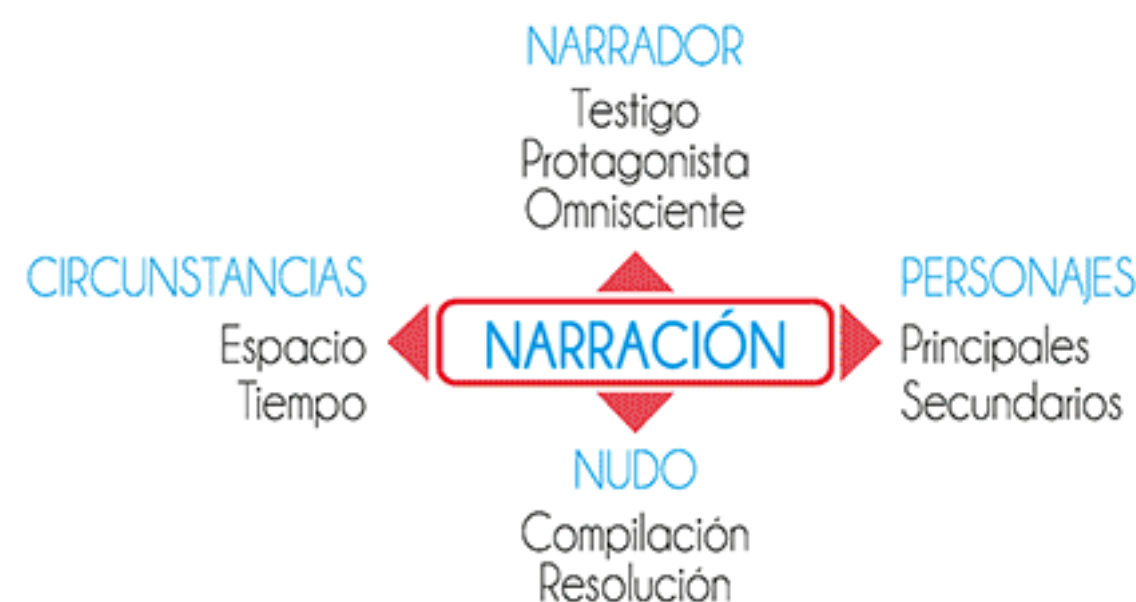 NARRADOR
Testigo
Protagonista
Omnisciente
CIRCUNSTANCIAS
Espacio
Tiempo
NARRACIÓN
PERSONAJES
Principales
Secundarios
NUDO
Compilación
Resolución